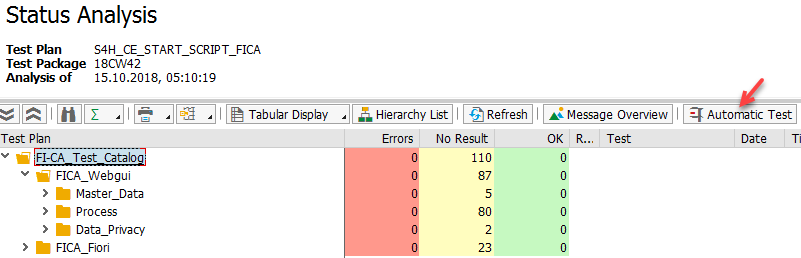 Status Analysis
Test Plan S4H_CE_START_SCRIPT_FICA
Test Package 18CW42
Analysis of 15.10.2018, 05:10:19
Σ Tabular Display Hierarchy List Refresh Message Overview Automatic Test
Test Plan Errors No Result OK R... Test Date
FI-CA_Test_Catalog 0 110 0
FICA_Webgui 0 87 0
Master_Data 0 5 0
Process 0 80 0
Data_Privacy 0 2 0
FICA_Fiori 0 23 0